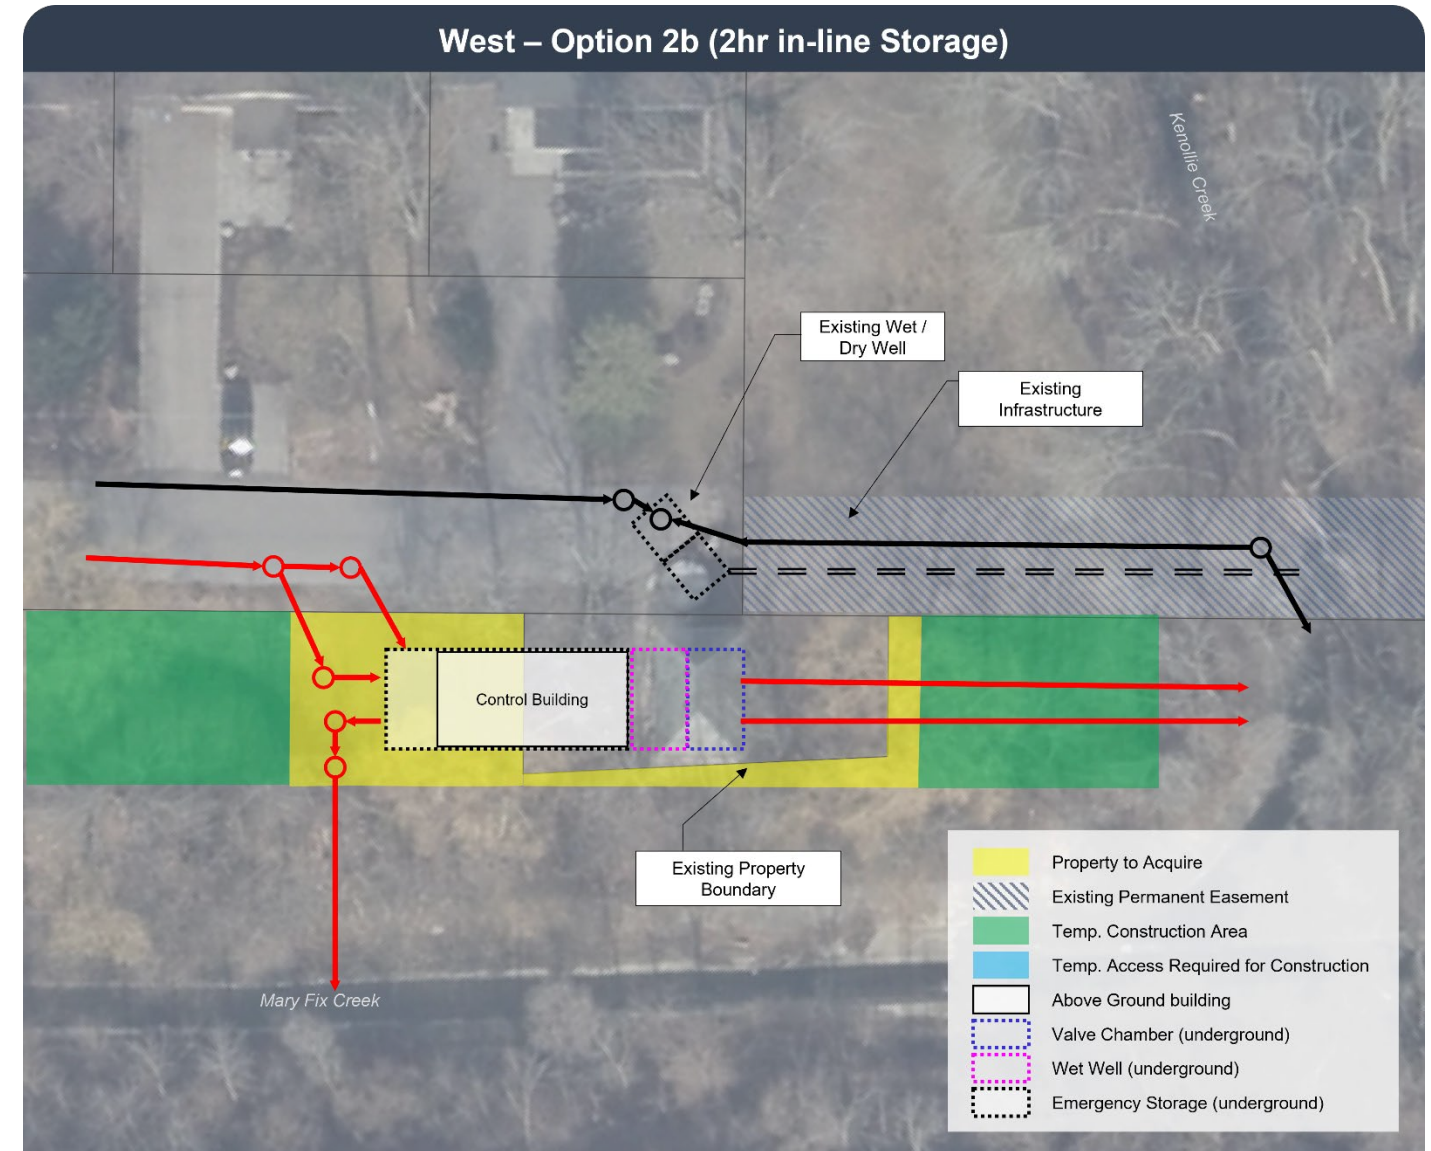 West – Option 2b (2hr in-line Storage)
Kenollie Creek
Existing Wet /
Dry Well
Existing
Infrastructure
Control Building
Existing Property
Boundary
Mary Fix Creek
Property to Acquire
Existing Permanent Easement
Temp. Construction Area
Temp. Access Required for Construction
Above Ground building
Valve Chamber (underground)
Wet Well (underground)
Emergency Storage (underground)